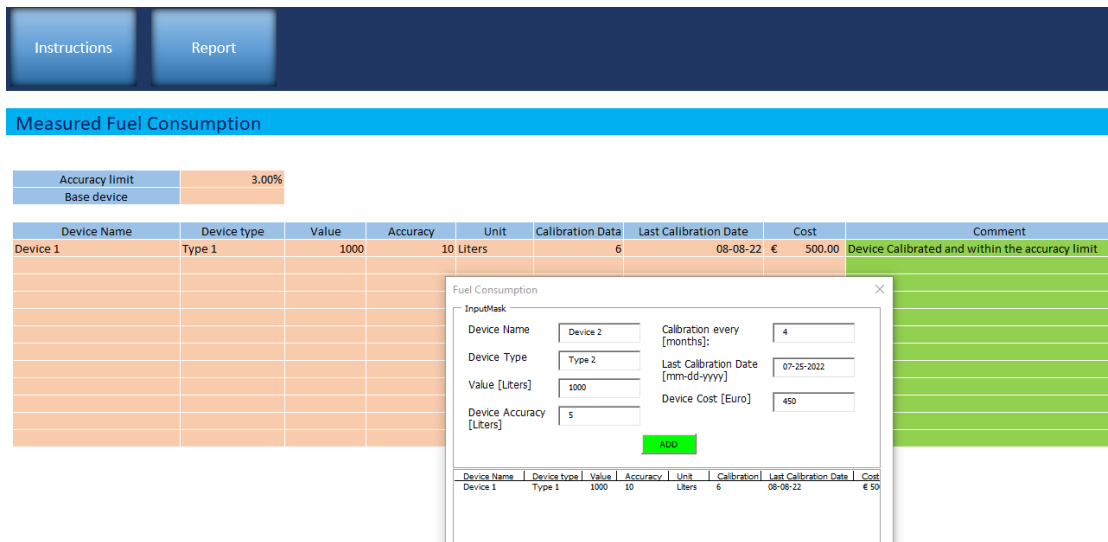 Instructions Report
Measured Fuel Consumption
Accuracy limit 3.00%
Base device
Device Name Device type Value Accuracy Unit Calibration Data Last Calibration Date Cost Comment
Device 1 Type 1 1000 10 Liters 6 08-08-22 € 500.00 Device Calibrated and within the accuracy limit
Fuel Consumption
InputMask
Device Name Device 2
Device Type Type 2
Value [Liters] 1000
Device Accuracy
[Liters] 5
Calibration every
[months]: 4
Last Calibration Date
[mm-dd-yyyy] 07-25-2022
Device Cost [Euro] 450
ADD
Device Name Device type Value Accuracy Unit Calibration Last Calibration Date Cost
Device 1 Type 1 1000 10 Liters 6 08-08-22 € 50